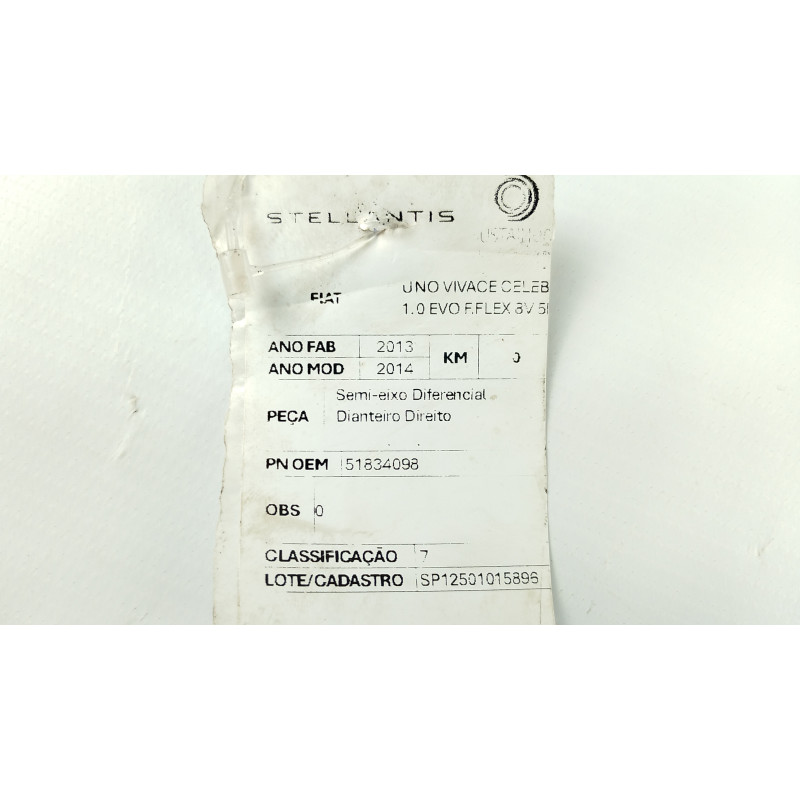 STELLANTIS
FIAT
UNO VIVACE CELEB
1.0 EVO F.FLEX 8V 5
ANO FAB 2013
ANO MOD 2014
KM 0
PEÇA
Semi-eixo Diferencial
Dianteiro Direito
PN OEM 51834098
OBS 0
CLASSIFICAÇÃO 7
LOTE/CADASTRO SP12501015896